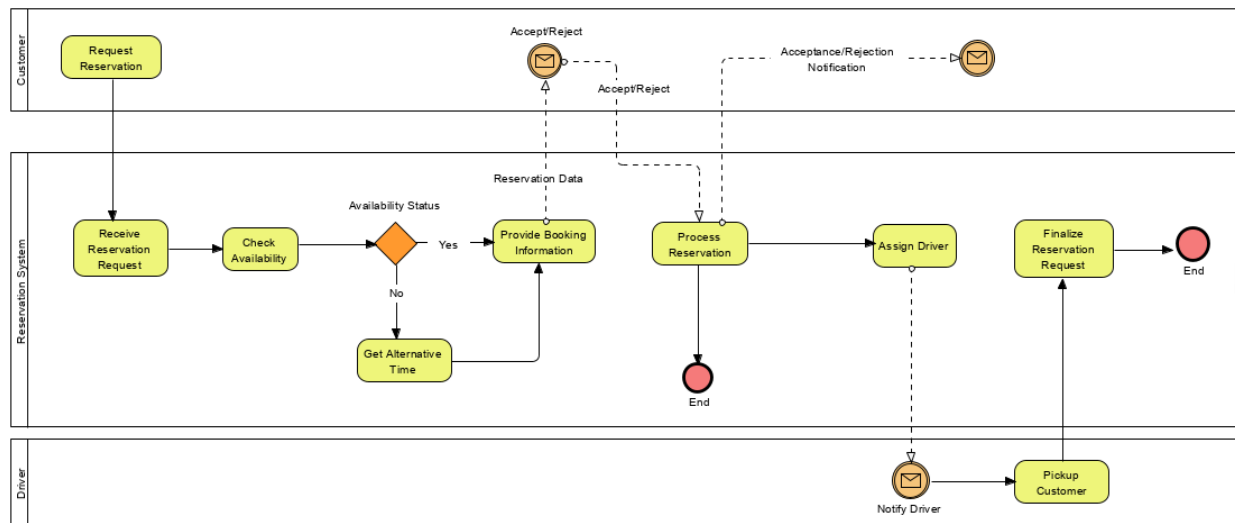 Customer
Request
Reservation
Accept/Reject
Accept/Reject
Acceptance/Rejection
Notification
Reservation System
Receive
Reservation
Request
Check
Availability
Availability Status
Yes
No
Get Alternative
Time
Reservation Data
Provide Booking
Information
Process
Reservation
End
Assign Driver
Finalize
Reservation
Request
End
Driver
Notify Driver
Pickup
Customer